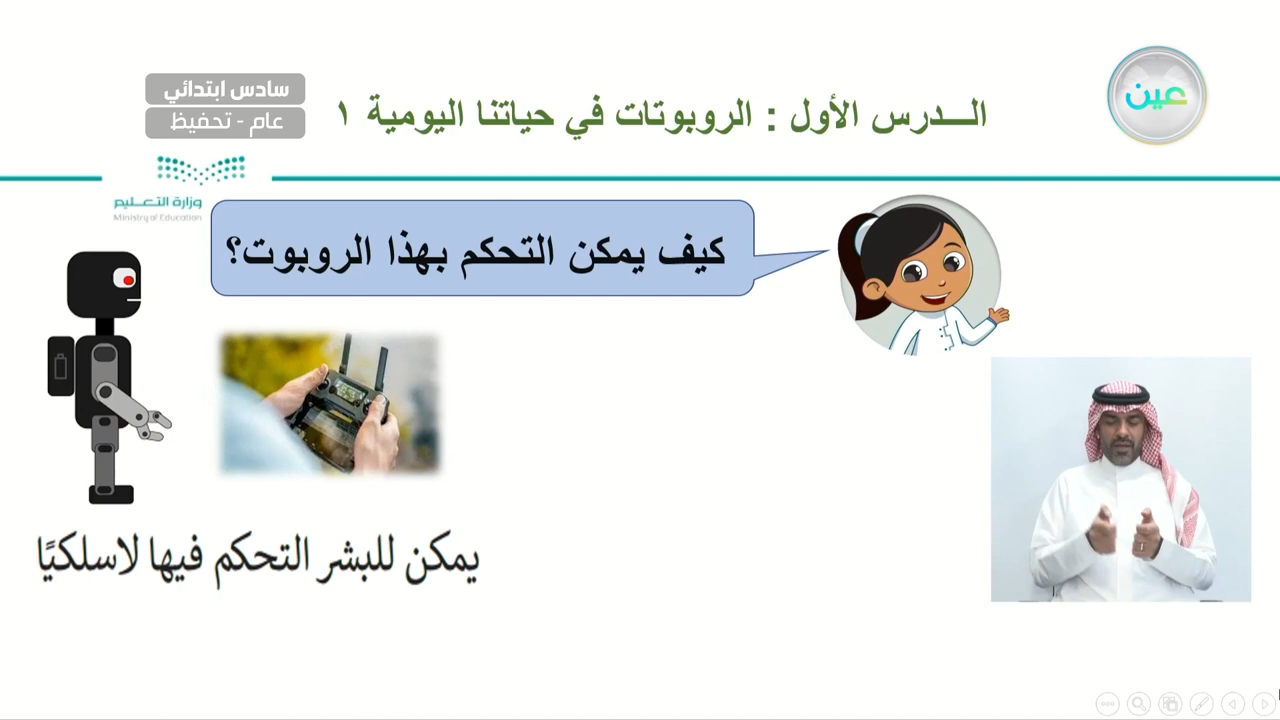 عين
الـــدرس الأول : الروبوتات في حياتنا اليومية ١
سادس ابتدائي
عام - تحفيظ
وزارة التعـــليم
Ministry of Education
كيف يمكن التحكم بهذا الروبوت؟
يمكن للبشر التحكم فيها لاسلكيًا